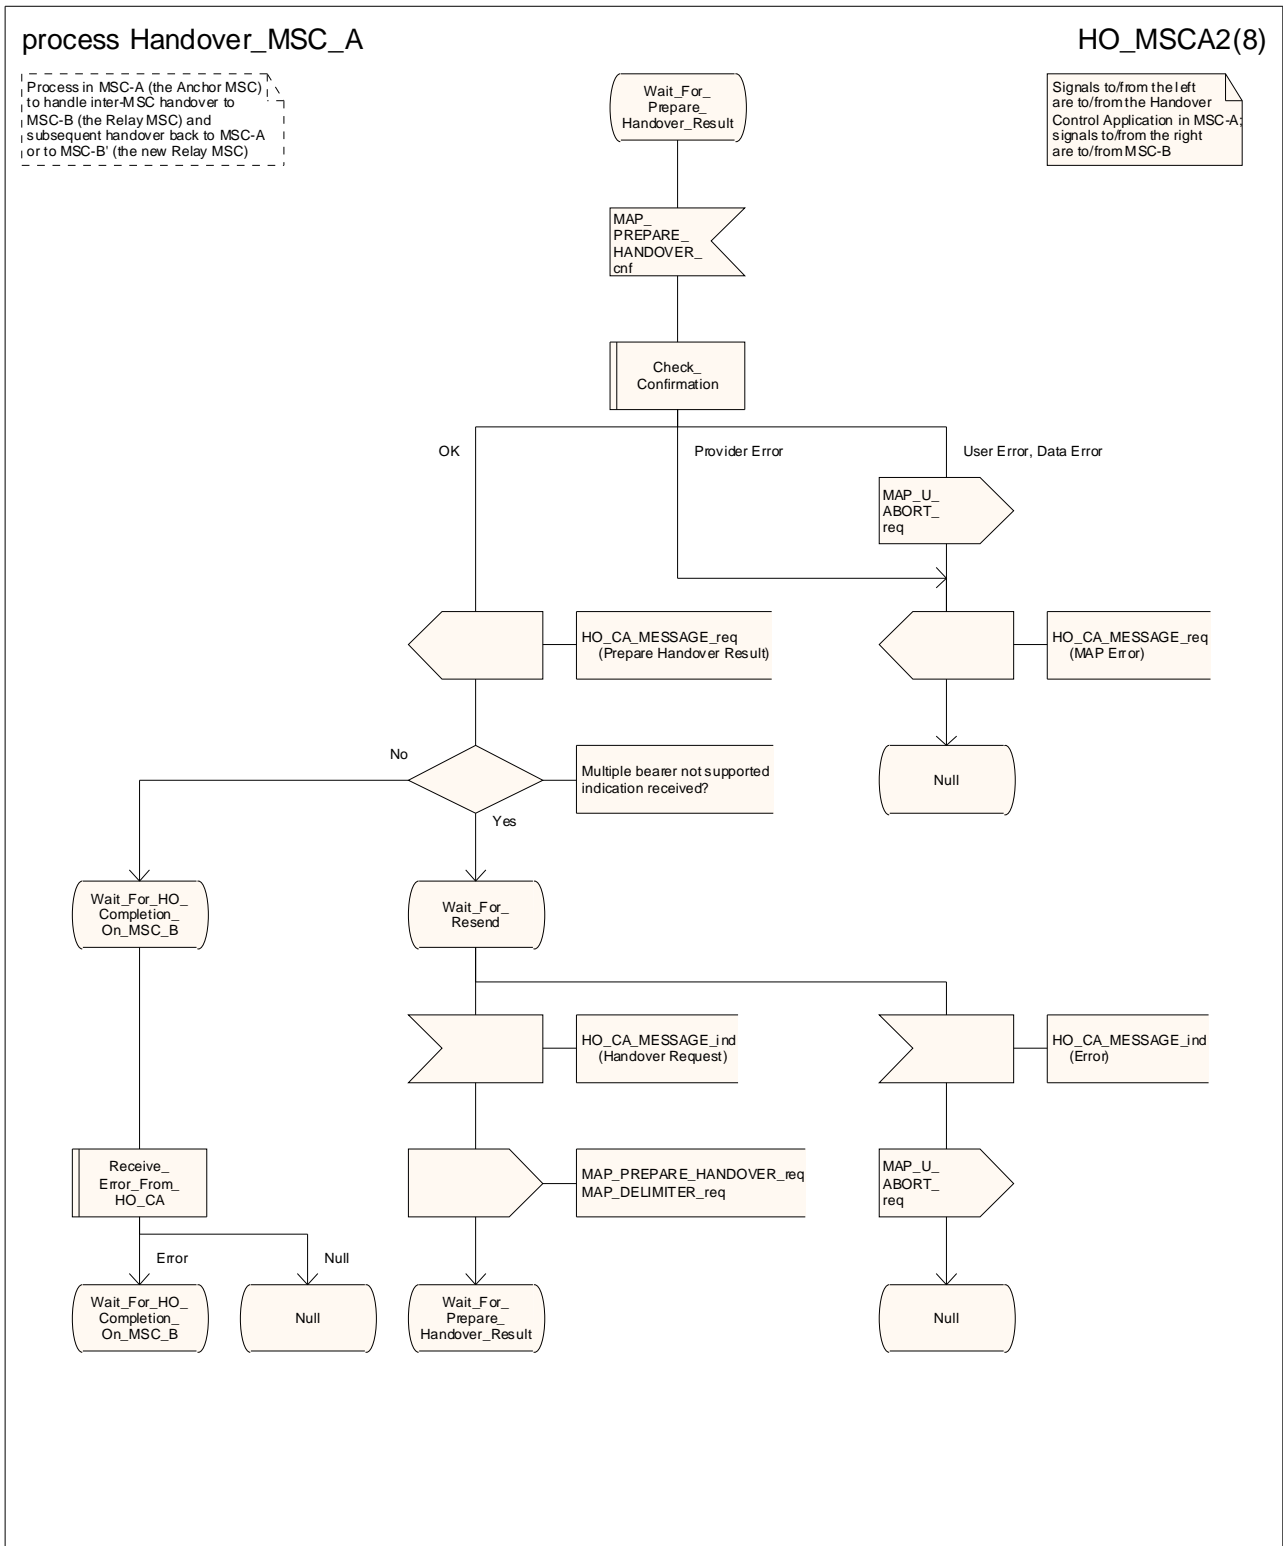 process Handover_MSC_A
HO_MSCA2(8)
Process in MSC-A (the Anchor MSC)
to handle inter-MSC handover to
MSC-B (the Relay MSC) and
subsequent handover back to MSC-A
or to MSC-B' (the new Relay MSC)
Wait_For_
Prepare_
Handover_Result
Signals to/from the left
are to/from the Handover
Control Application in MSC-A;
signals to/from the right
are to/from MSC-B
MAP_
PREPARE_
HANDOVER_
cnf
Check_
Confirmation
OK
Provider Error
User Error, Data Error
MAP_U_
ABORT_
req
HO_CA_MESSAGE_req
(Prepare Handover Result)
HO_CA_MESSAGE_req
(MAP Error)
No
Multiple bearer not supported
indication received?
Null
Yes
Wait_For_HO_
Completion_
On_MSC_B
Wait_For_
Resend
HO_CA_MESSAGE_ind
(Handover Request)
HO_CA_MESSAGE_ind
(Error)
Receive_
Error_From_
HO_CA
MAP_PREPARE_HANDOVER_req
MAP_DELIMITER_req
MAP_U_
ABORT_
req
Error
Null
Wait_For_HO_
Completion_
On_MSC_B
Null
Wait_For_
Prepare_
Handover_Result
Null